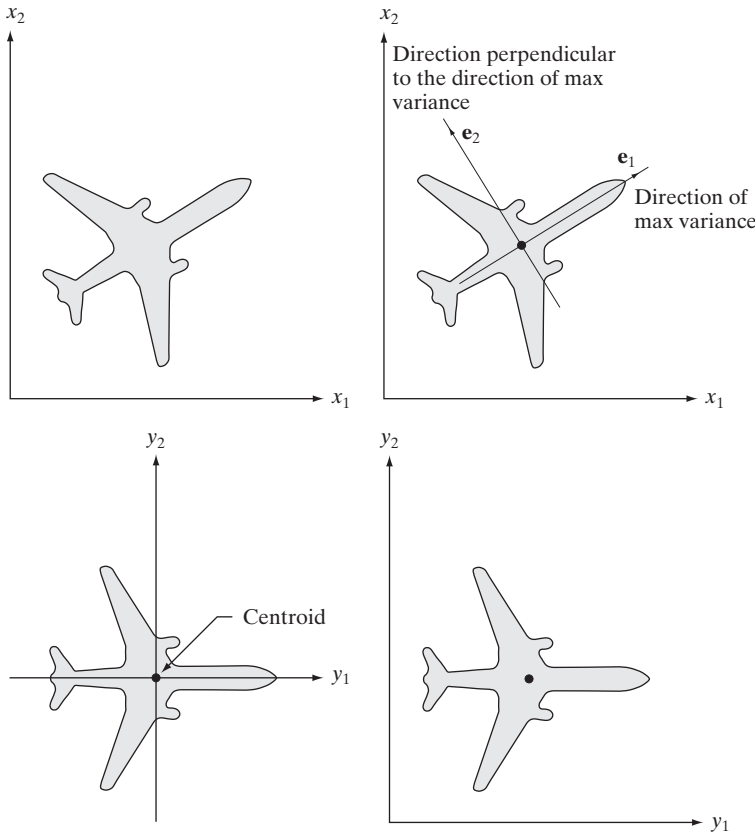 x2
x2
Direction perpendicular
to the direction of max
variance
e2
e1
Direction of
max variance
x1
x1
y2
y2
Centroid
y1
y1